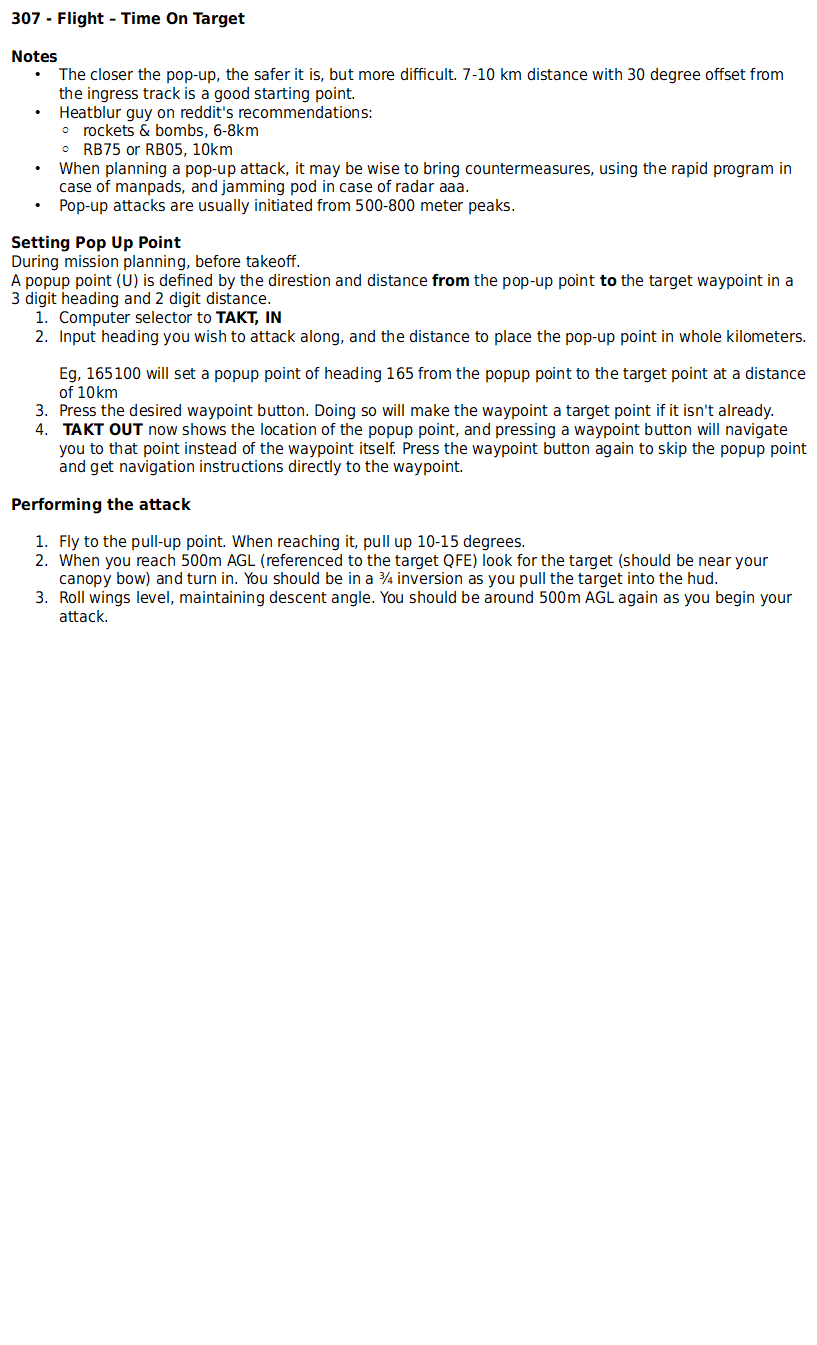 307 - Flight – Time On Target
Notes
• The closer the pop-up, the safer it is, but more difficult. 7-10 km distance with 30 degree offset from
the ingress track is a good starting point.
• Heatblur guy on reddit's recommendations:
○ rockets & bombs, 6-8km
○ RB75 or RB05, 10km
• When planning a pop-up attack, it may be wise to bring countermeasures, using the rapid program in
case of manpads, and jamming pod in case of radar aaa.
• Pop-up attacks are usually initiated from 500-800 meter peaks.
Setting Pop Up Point
During mission planning, before takeoff.
A popup point (U) is defined by the direstion and distance from the pop-up point to the target waypoint in a
3 digit heading and 2 digit distance.
1. Computer selector to TAKT, IN
2. Input heading you wish to attack along, and the distance to place the pop-up point in whole kilometers.
Eg, 165100 will set a popup point of heading 165 from the popup point to the target point at a distance
of 10km
3. Press the desired waypoint button. Doing so will make the waypoint a target point if it isn't already.
4. TAKT OUT now shows the location of the popup point, and pressing a waypoint button will navigate
you to that point instead of the waypoint itself. Press the waypoint button again to skip the popup point
and get navigation instructions directly to the waypoint.
Performing the attack
1. Fly to the pull-up point. When reaching it, pull up 10-15 degrees.
2. When you reach 500m AGL (referenced to the target QFE) look for the target (should be near your
canopy bow) and turn in. You should be in a ¾ inversion as you pull the target into the hud.
3. Roll wings level, maintaining descent angle. You should be around 500m AGL again as you begin your
attack.